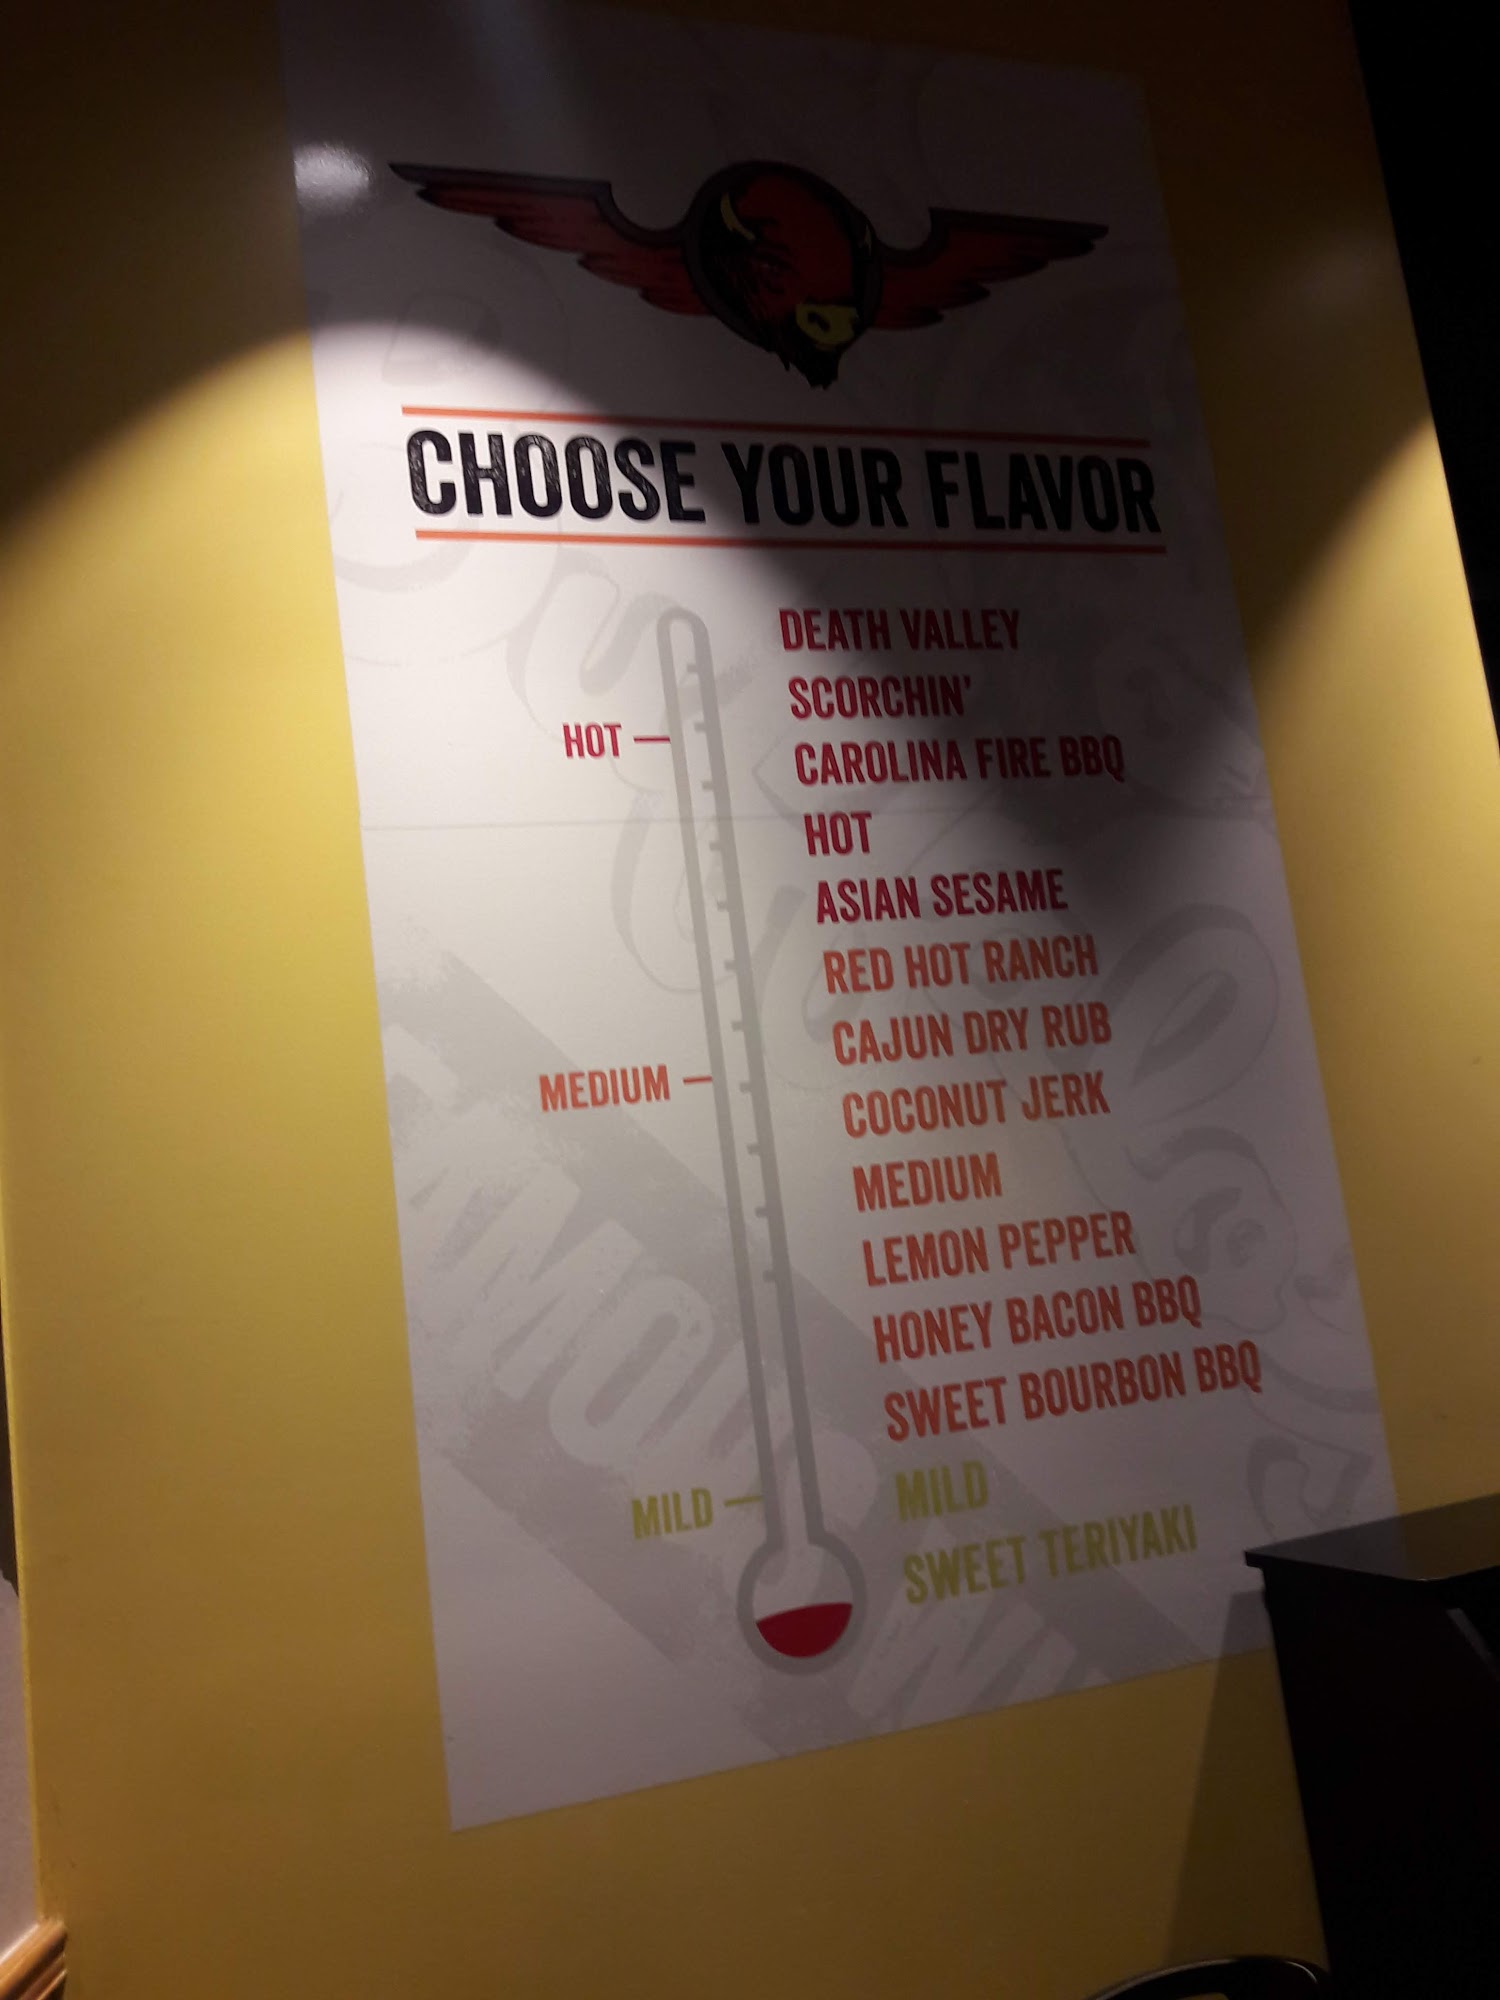 CHOOSE YOUR FLAVOR
DEATH VALLEY
SCORCHIN'
HOT
CAROLINA FIRE BBQ
HOT
ASIAN SESAME
RED HOT RANCH
CAJUN DRY RUB
MEDIUM
COCONUT JERK
MEDIUM
LEMON PEPPER
HONEY BACON BBQ
SWEET BOURBON BBQ
MILD
MILD
SWEET TERIYAKI